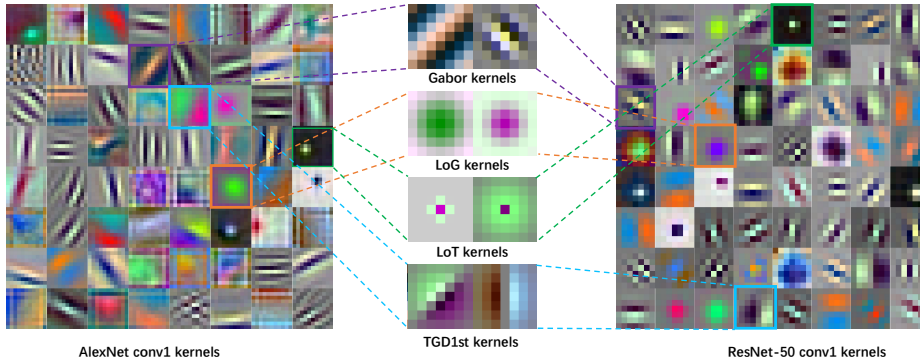 Gabor kernels
LoG kernels
LoT kernels
TGD1st kernels
AlexNet conv1 kernels
ResNet-50 conv1 kernels